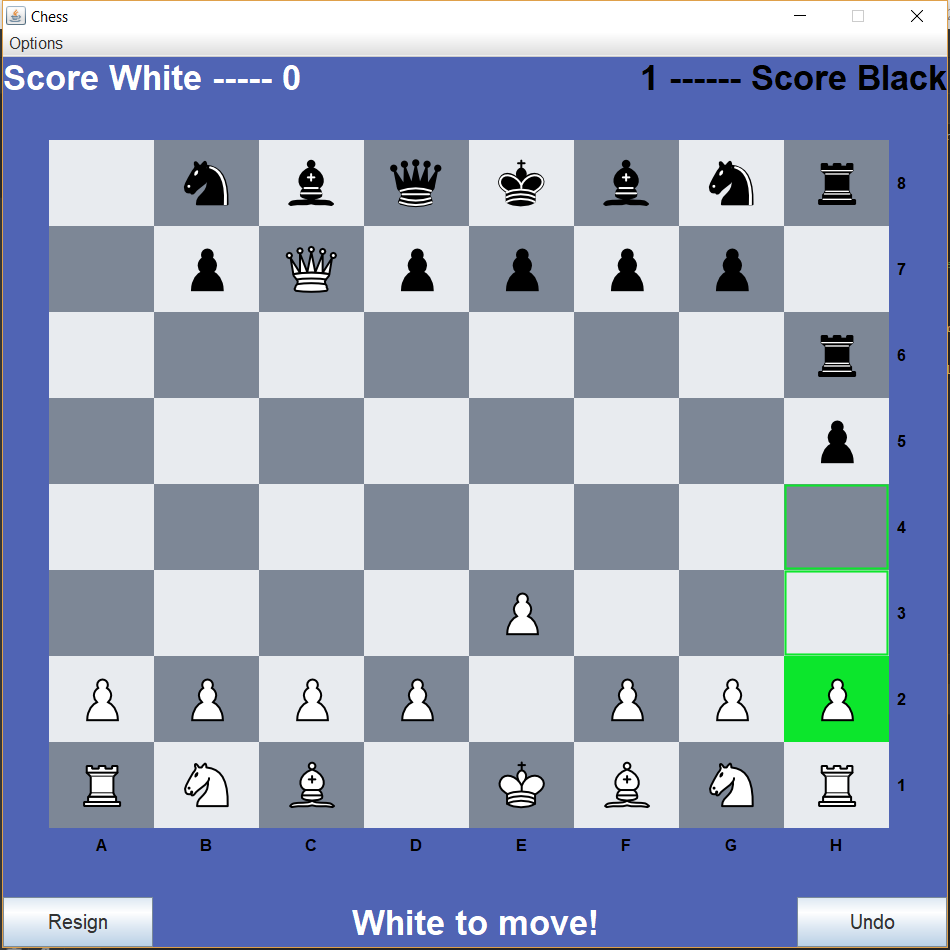 Chess
Options
Score White ----- 0
1 ------ Score Black
8
7
6
5
4
3
2
1
A B C D E F G H
Resign
White to move!
Undo